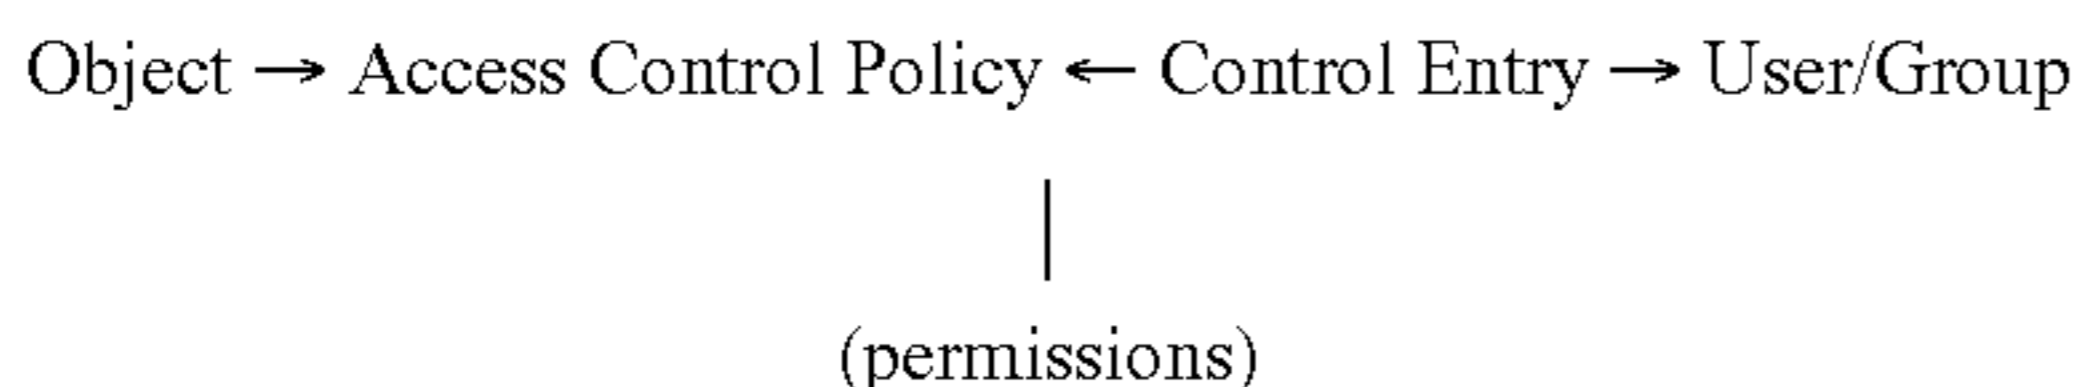 Object → Access Control Policy ← Control Entry → User/Group
|
(permissions)